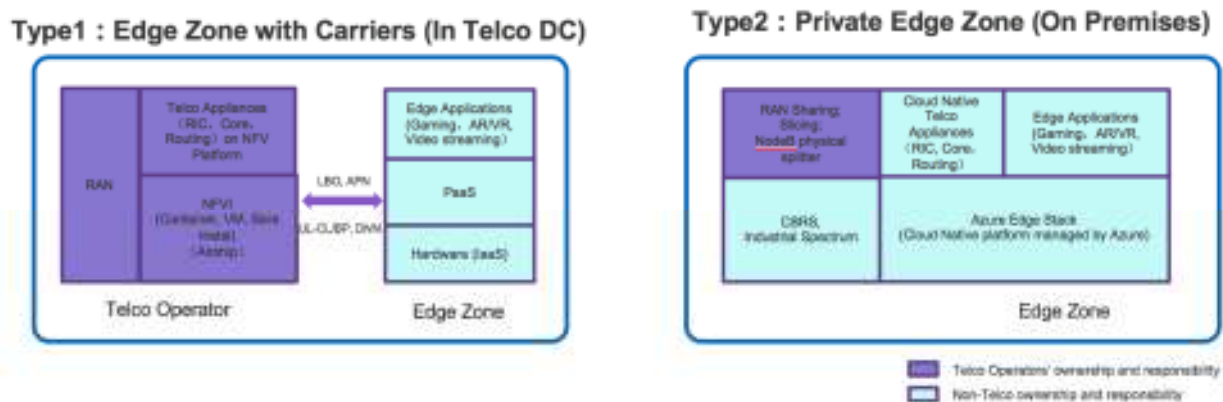 Type1：Edge Zone with Carriers (In Telco DC)
RAN
Telco Appliances
（RIC、Core、
Routing）on NFV
Platform
NFVI
(Container, VM, Bare
(Airship)
LBO, APN
UL-CL/BP, DNN
Edge Applications
(Gaming、AR/VR,
Video streaming）
PaaS
Hardware (IaaS)
Telco Operator
Edge Zone
Type2：Private Edge Zone (On Premises)
RAN Sharing;
Slicing;
NodeB physical
splitter
Cloud Native
Telco
Appliances
（RIC, Core、
Routing）
Edge Applications
(Gaming、AR/VR,
Video streaming）
CBRS,
Industrial Spectrum
Azure Edge Stack
(Cloud Native platform managed by Azure)
Edge Zone
Telco Operators' ownership and responsibility
Non-Telco ownership and responsibility